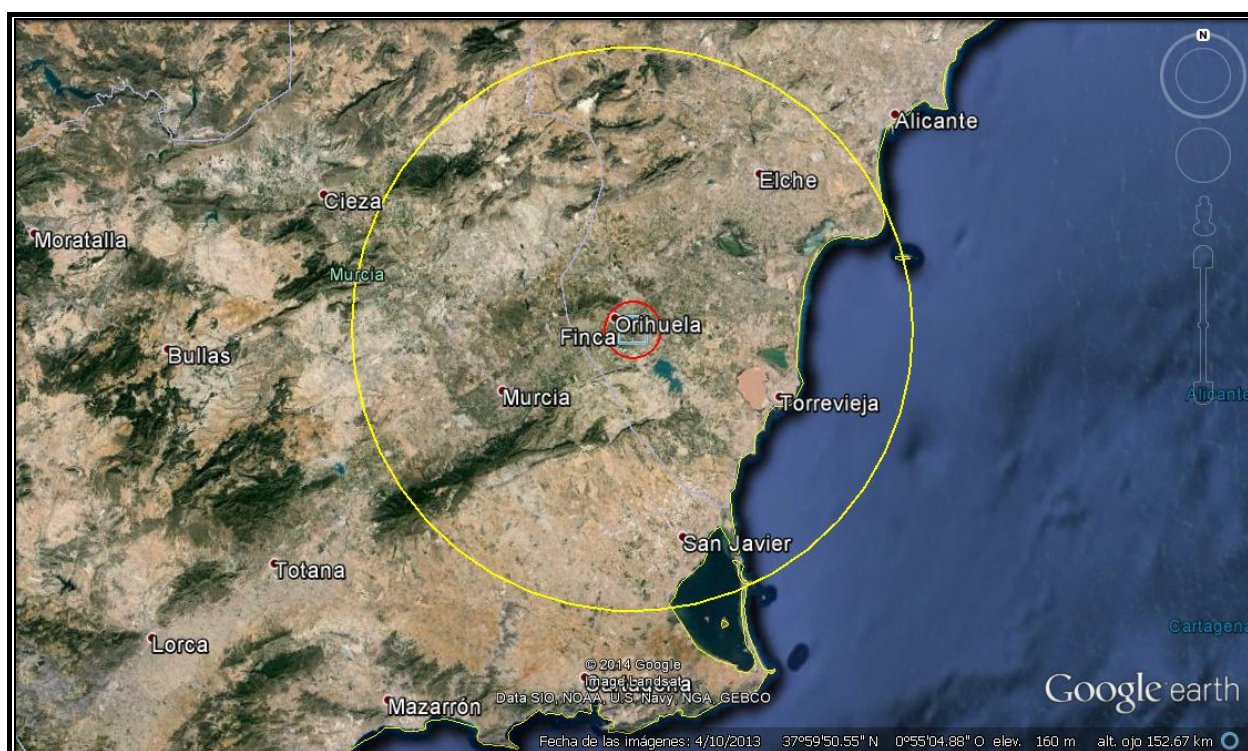 N
Alicante
Elche
Cieza
Moratalla
Murcia
Orihuela
Finca
Bullas
Murcia
Torrevieja
Alicante
San Javier
Totana
Cartagena
Lorca
© 2014 Google
Image Landsat
Cartagena
Data SIO, NOAA, U.S. Navy, NGA, GEBCO
Mazarrón
Google earth
Fecha de las imágenes: 4/10/2013 37°59'50.55" N 0°55'04.88" O elev. 160 m alt. ojo 152.67 km